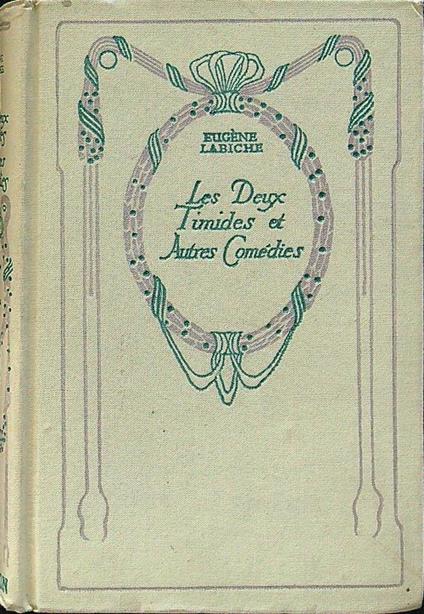 EUGÈNE
LABICHE
Les Deux
Timides et
Autres Comédies